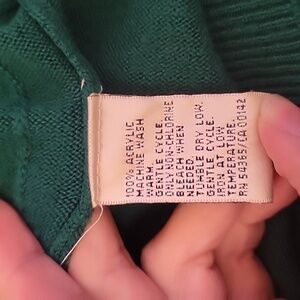 100% ACRYLIC
MACHINE WASH
WARM,
GENTLE CYCLE.
ONLY NON-CHLORINE
BLEACH WHEN
NEEDED.
TUMBLE DRY LOW,
GENTLE CYCLE.
IRON AT LOW
TEMPERATURE.
RN 54365/CA 00142